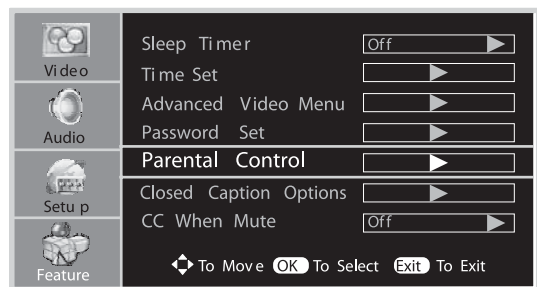 Video
Audio
Setup
Feature
Sleep Timer Off
Time Set
Advanced Video Menu
Password Set
Parental Control
Closed Caption Options
CC When Mute Off
To Move OK To Select Exit To Exit